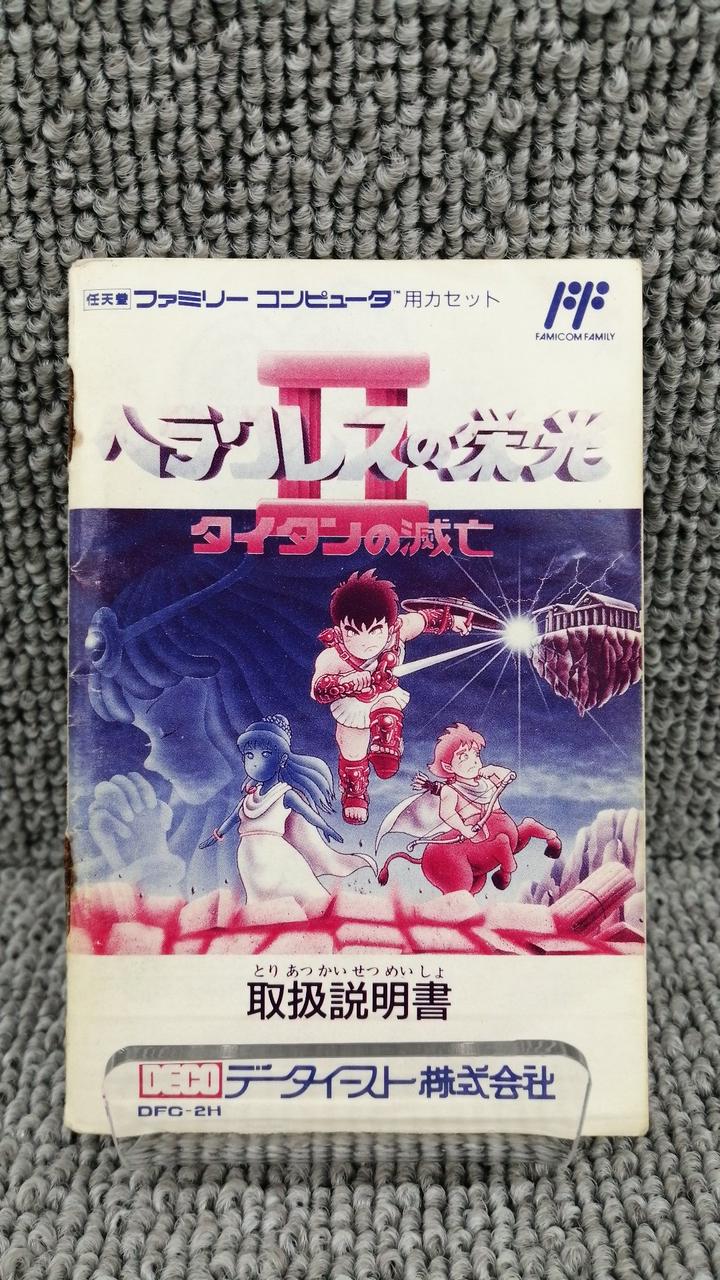 任天堂 ファミリー コンピュータ™用カセット
FAMICOM FAMILY
II
ヘラクレスの栄光
タイタンの滅亡
とり あつ かい せつ めい しょ
取扱説明書
DECO データイースト株式会社
DFC-2H